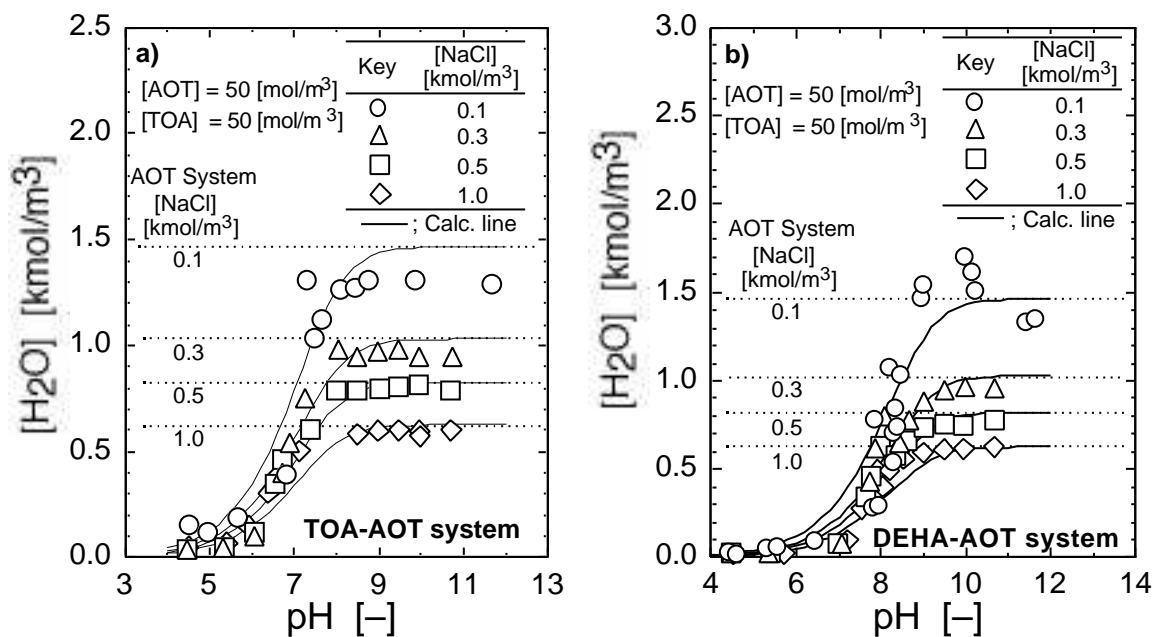 a)
Key [NaCl]
[kmol/m3]
[AOT] = 50 [mol/m3]
[TOA] = 50 [mol/m 3]
0.1
0.3
0.5
1.0
; Calc. line
AOT System
[NaCl]
[kmol/m3]
0.1
0.3
0.5
1.0
TOA-AOT system
2.5
2.0
1.5
1.0
0.5
0.0
3 5 7 9 11 13
pH [–]
[H2O] [kmol/m3]
b)
Key [NaCl]
[kmol/m3]
[AOT] = 50 [mol/m3]
[TOA] = 50 [mol/m 3]
0.1
0.3
0.5
1.0
; Calc. line
AOT System
[NaCl]
[kmol/m3]
0.1
0.3
0.5
1.0
DEHA-AOT system
3.0
2.5
2.0
1.5
1.0
0.5
0.0
4 6 8 10 12 14
pH [–]
[H2O] [kmol/m3]